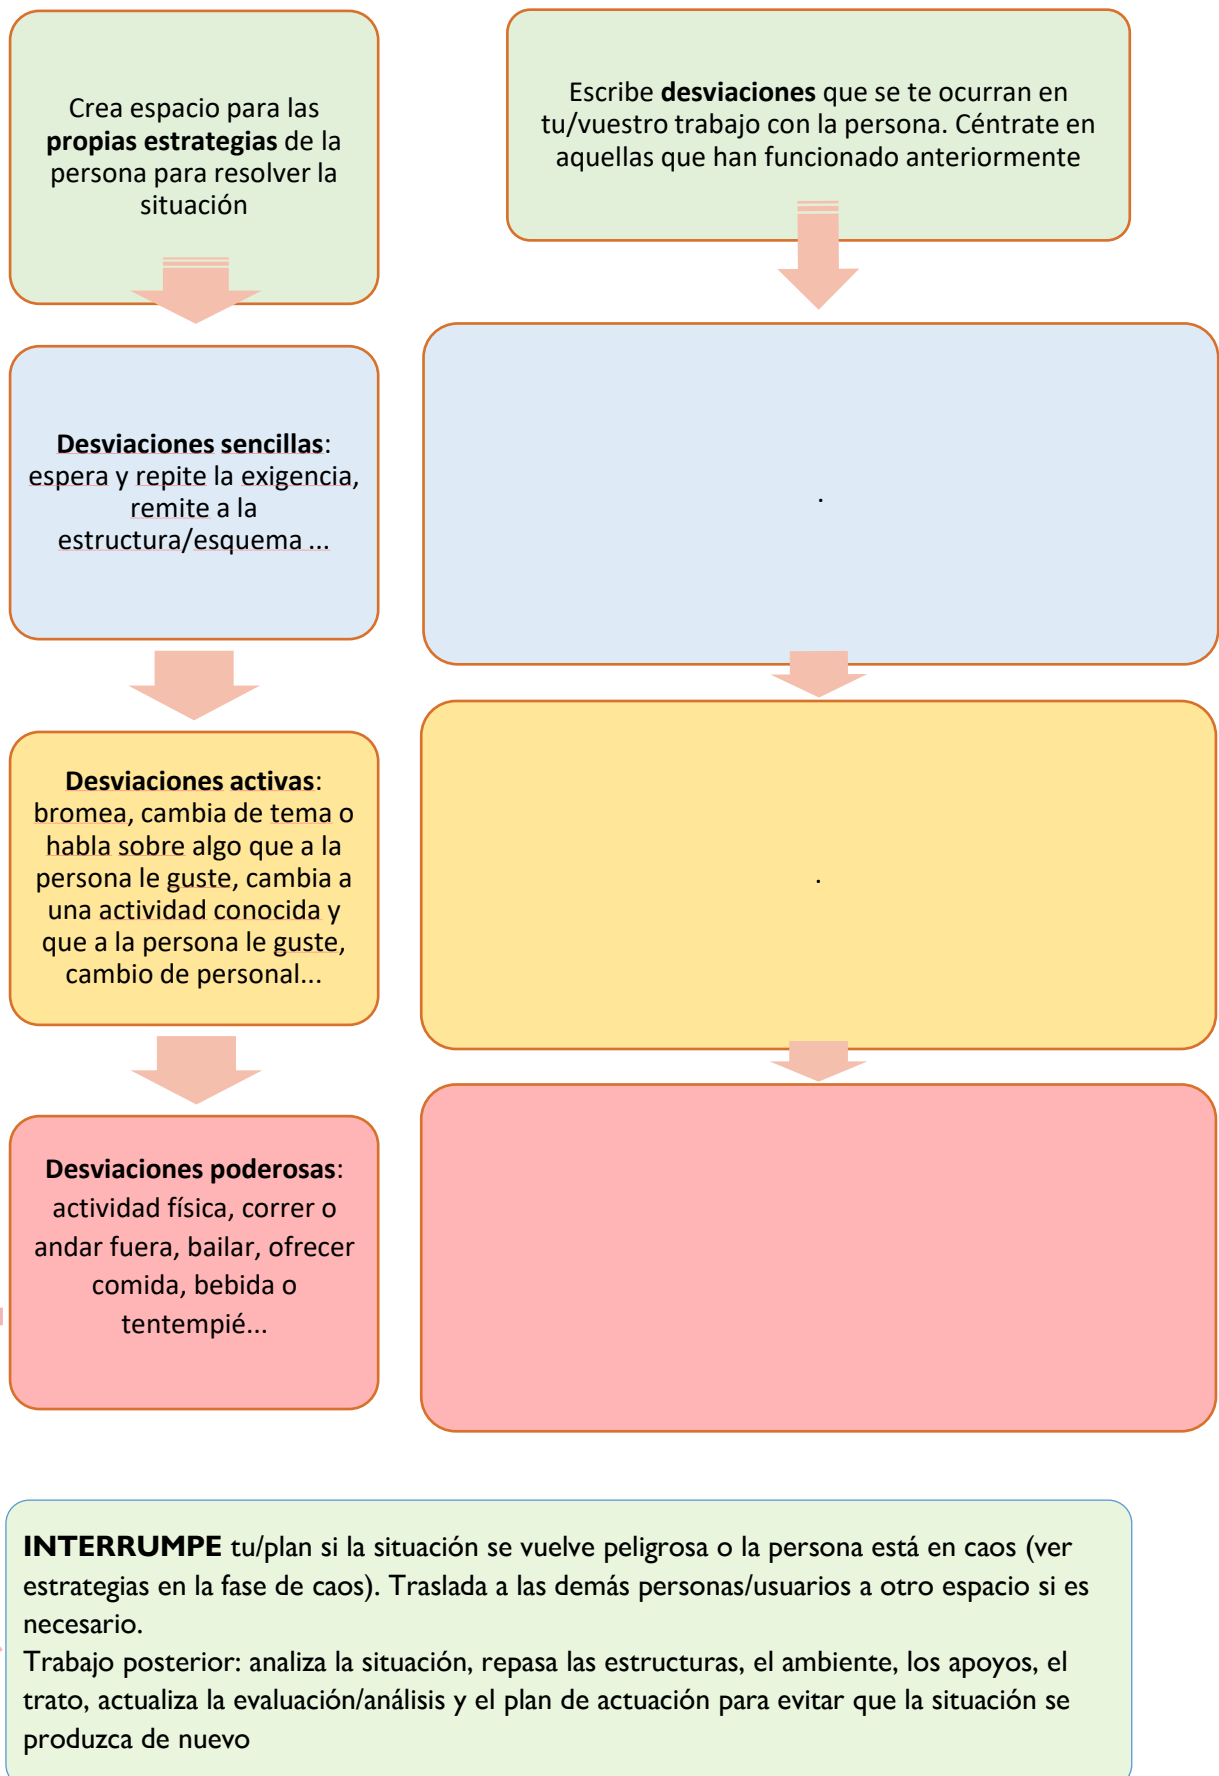 Crea espacio para las
propias estrategias de la
persona para resolver la
situación
Escribe desviaciones que se te ocurran en
tu/vuestro trabajo con la persona. Céntrate en
aquellas que han funcionado anteriormente
Desviaciones sencillas:
espera y repite la exigencia,
remite a la
estructura/esquema ...
.
Desviaciones activas:
bromea, cambia de tema o
habla sobre algo que a la
persona le guste, cambia a
una actividad conocida y
que a la persona le guste,
cambio de personal...
.
Desviaciones poderosas:
actividad física, correr o
andar fuera, bailar, ofrecer
comida, bebida o
tentempié...
INTERRUMPE tu/plan si la situación se vuelve peligrosa o la persona está en caos (ver
estrategias en la fase de caos). Traslada a las demás personas/usuarios a otro espacio si es
necesario.
Trabajo posterior: analiza la situación, repasa las estructuras, el ambiente, los apoyos, el
trato, actualiza la evaluación/análisis y el plan de actuación para evitar que la situación se
produzca de nuevo